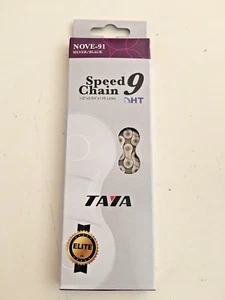 NOVE-91
SILVER/BLACK
Speed 9
Chain
DHT
TAYA
ELITE